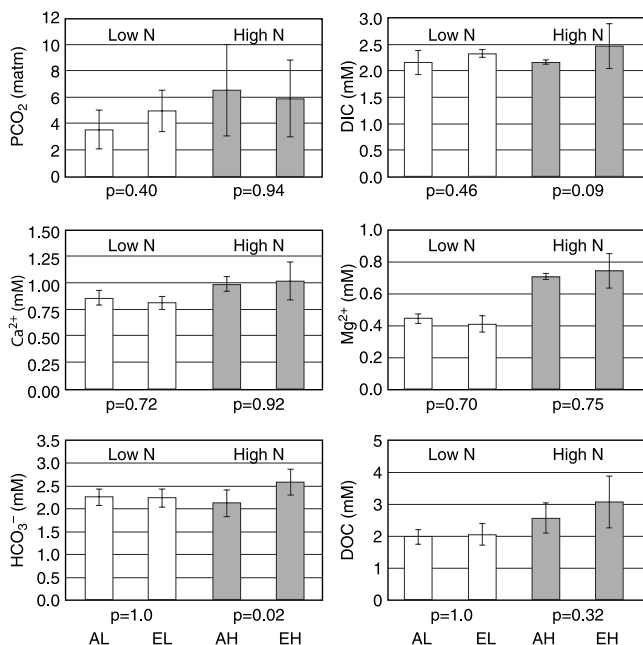 PCO₂ (matm)
12
10
8
6
4
2
0
Low N
High N
p=0.40
p=0.94
DIC (mM)
3.0
2.5
2.0
1.5
1.0
0.5
0.0
Low N
High N
p=0.46
p=0.09
Ca²⁺ (mM)
1.50
1.25
1.00
0.75
0.50
0.25
0.00
Low N
High N
p=0.72
p=0.92
Mg²⁺ (mM)
1.0
0.8
0.6
0.4
0.2
0.0
Low N
High N
p=0.70
p=0.75
HCO₃⁻ (mM)
3.5
3.0
2.5
2.0
1.5
1.0
0.5
0.0
Low N
High N
p=1.0
p=0.02
AL
EL
AH
EH
DOC (mM)
5
4
3
2
1
0
Low N
High N
p=1.0
p=0.32
AL
EL
AH
EH